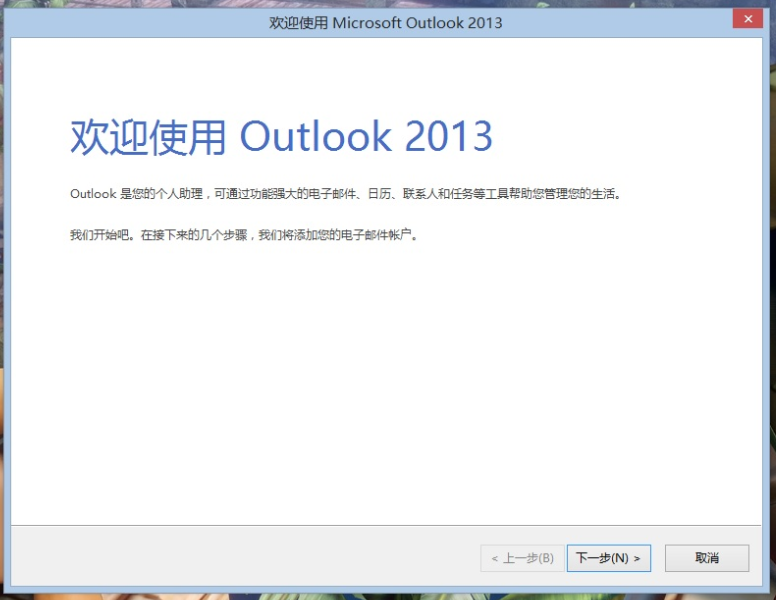 欢迎使用 Microsoft Outlook 2013
欢迎使用 Outlook 2013
Outlook 是您的个人助理，可通过功能强大的电子邮件、日历、联系人和任务等工具帮助您管理您的生活。
我们开始吧。在接下来的几个步骤，我们将添加您的电子邮件帐户。
< 上一步(B) 下一步(N) > 取消